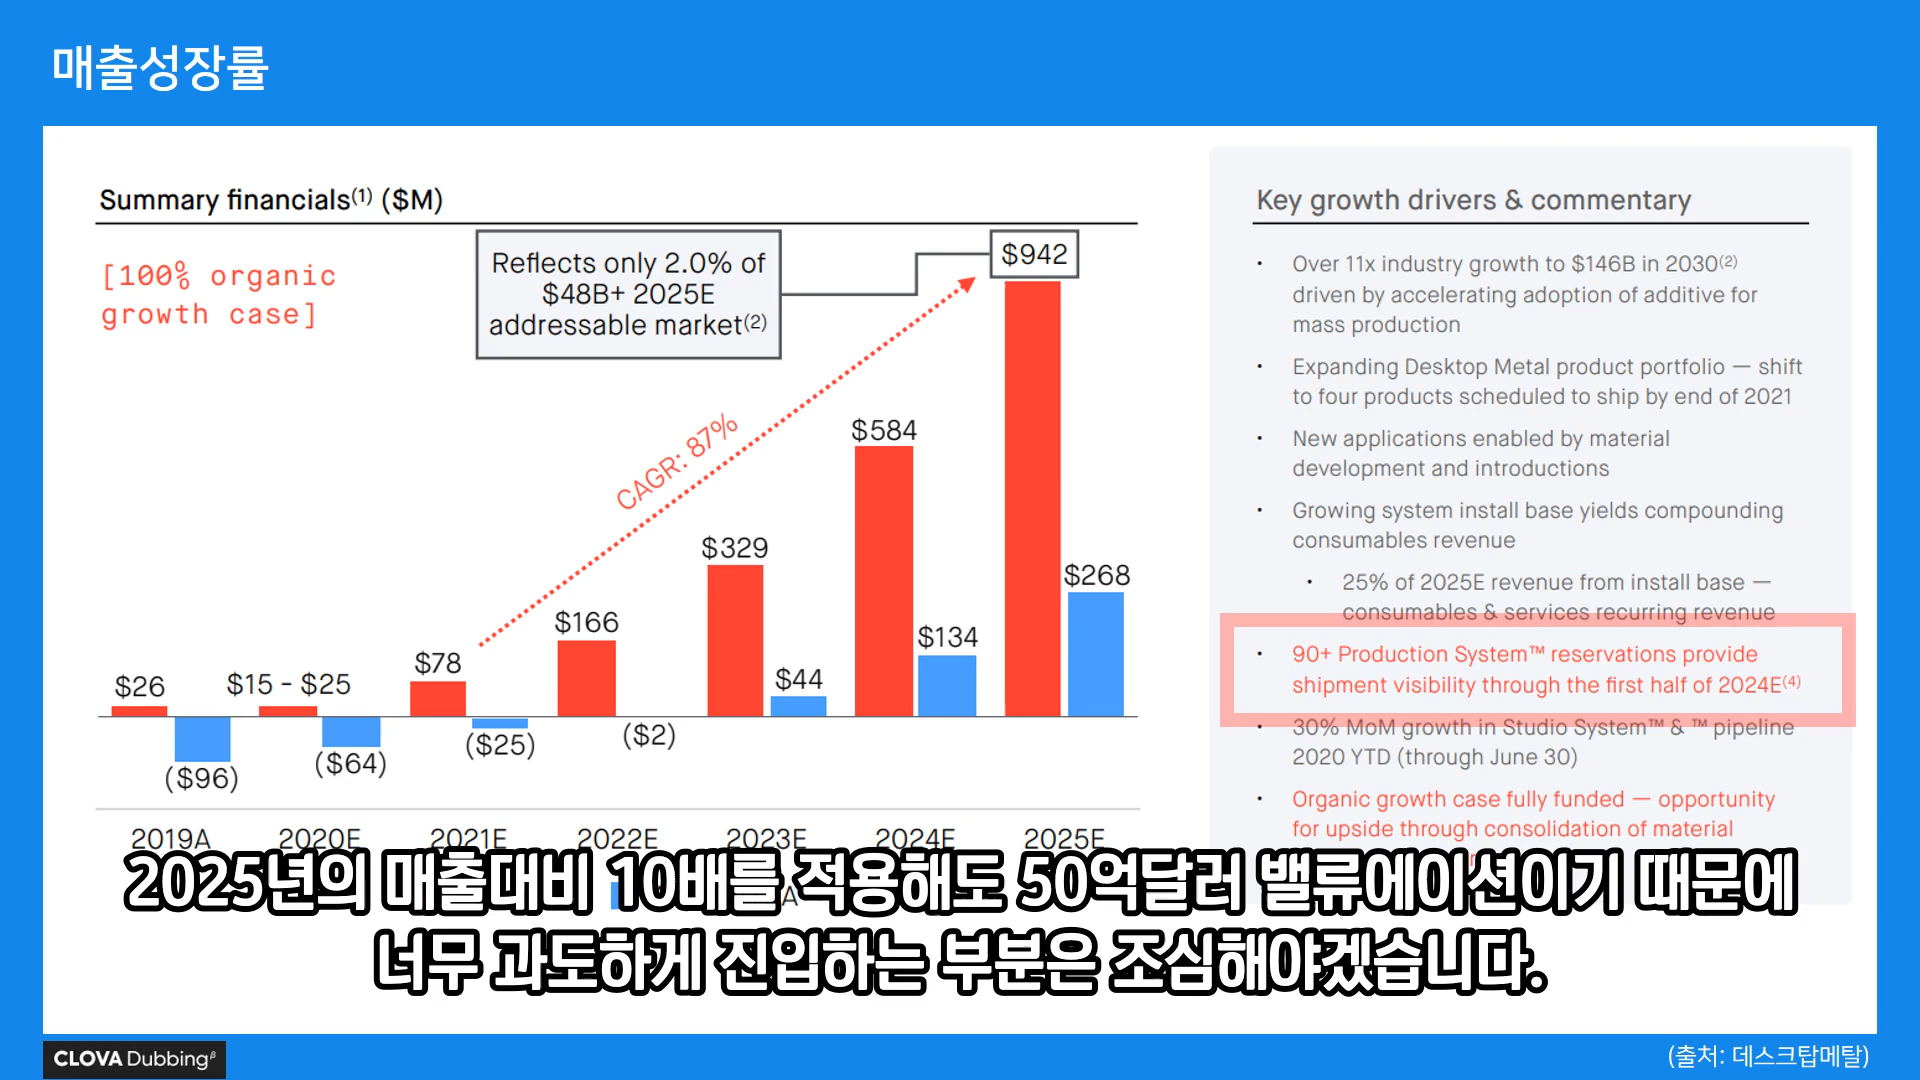 매출성장률
Summary financials(1) ($M)
[100% organic
growth case]
Reflects only 2.0% of
$48B+ 2025E
addressable market(2)
$942
CAGR: 87%
$584
$329
$268
$166
$134
$78
$44
$26
$15 - $25
($2)
($25)
($64)
($96)
2019A
2020E
2021E
2022E
2023E
2024E
2025E
Key growth drivers & commentary
• Over 11x industry growth to $146B in 2030(2)
driven by accelerating adoption of additive for
mass production
• Expanding Desktop Metal product portfolio — shift
to four products scheduled to ship by end of 2021
• New applications enabled by material
development and introductions
• Growing system install base yields compounding
consumables revenue
• 25% of 2025E revenue from install base —
consumables & services recurring revenue
• 90+ Production System™ reservations provide
shipment visibility through the first half of 2024E(4)
• 30% MoM growth in Studio System™ & ™ pipeline
2020 YTD (through June 30)
• Organic growth case fully funded — opportunity
for upside through consolidation of material
2025년의 매출대비 10배를 적용해도 50억달러 밸류에이션이기 때문에
너무 과도하게 진입하는 부분은 조심해야겠습니다.
CLOVA Dubbingβ
(출처: 데스크탑메탈)